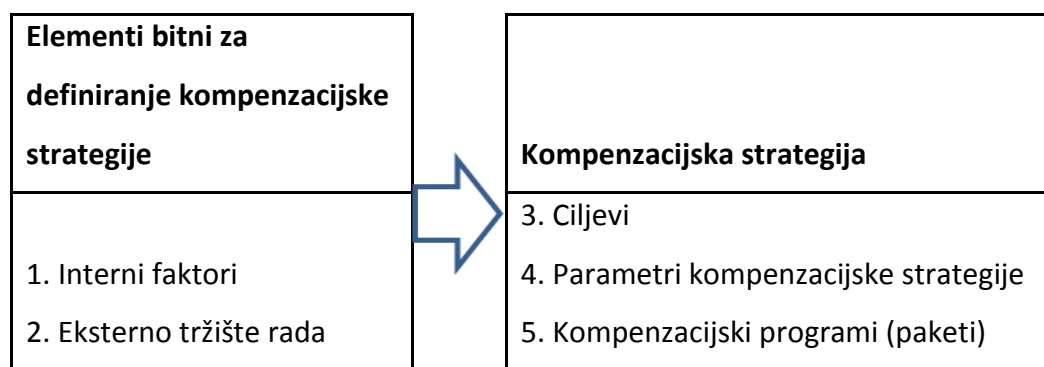 Elementi bitni za
definiranje kompenzacijske
strategije
1. Interni faktori
2. Eksterno tržište rada
Kompenzacijska strategija
3. Ciljevi
4. Parametri kompenzacijske strategije
5. Kompenzacijski programi (paketi)